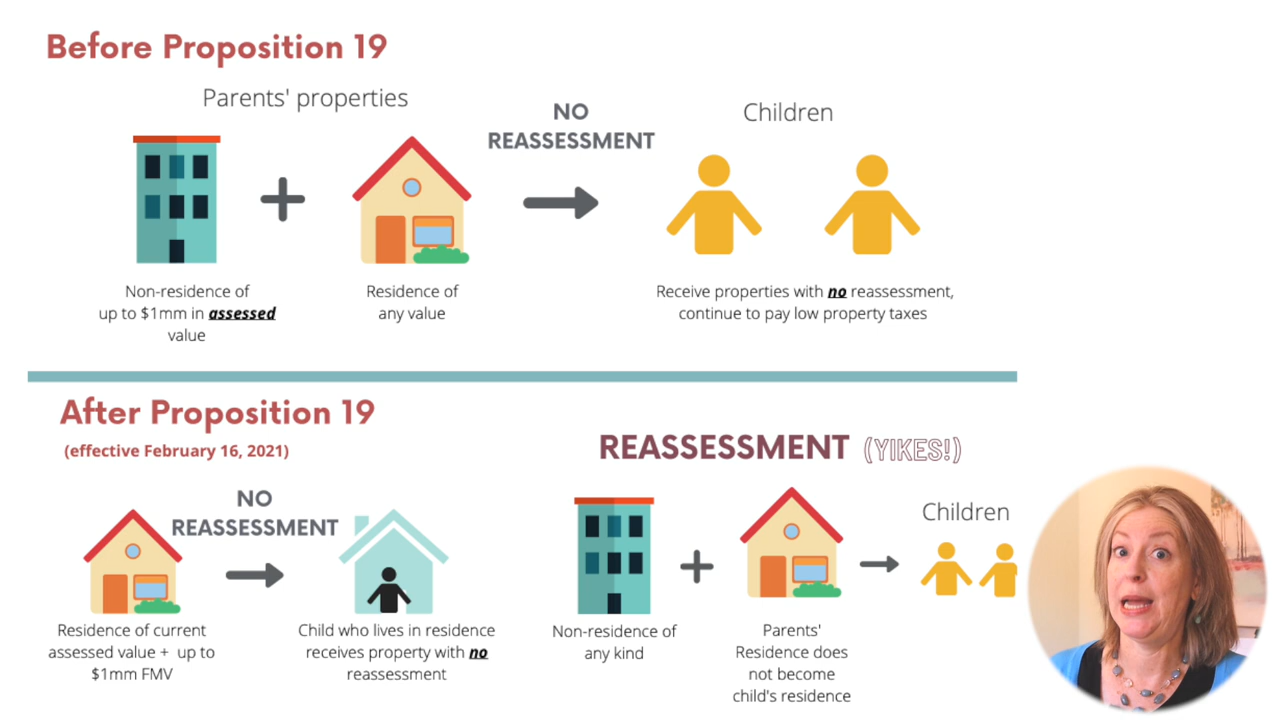 Before Proposition 19
Parents' properties
NO
REASSESSMENT
Children
Non-residence of
up to $1mm in assessed
value
Residence of
any value
Receive properties with no reassessment,
continue to pay low property taxes
After Proposition 19
(effective February 16, 2021)
NO
REASSESSMENT
Residence of current
assessed value + up to
$1mm FMV
Child who lives in residence
receives property with no
reassessment
REASSESSMENT (YIKES!)
Children
Non-residence of
any kind
Parents'
Residence does
not become
child's residence